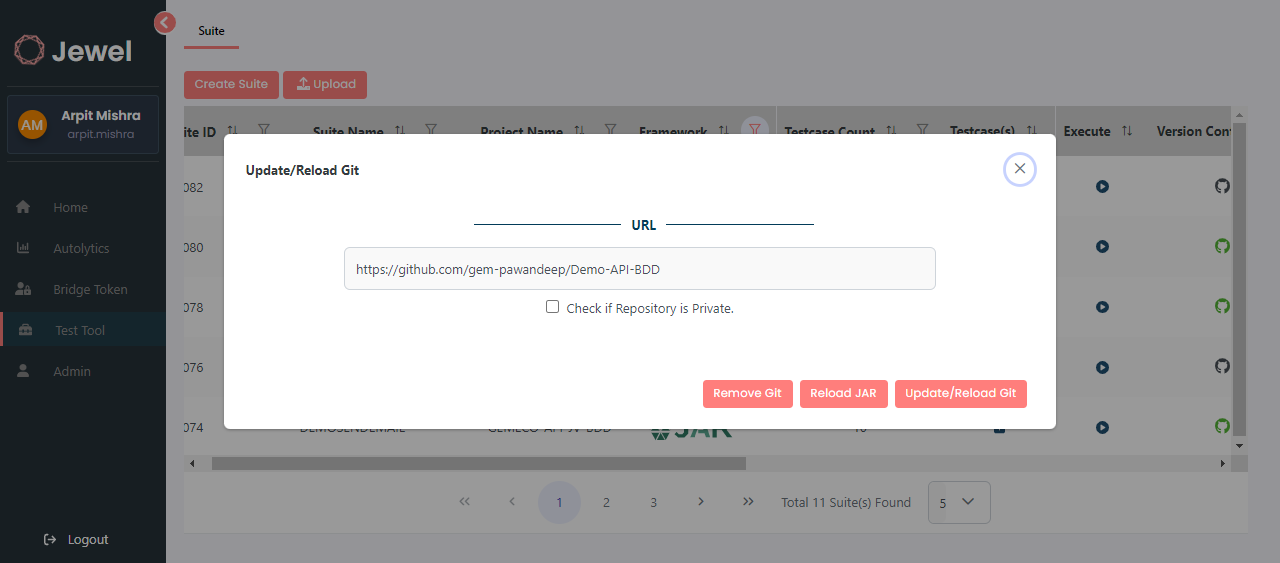 Jewel
AM
Arpit Mishra
arpit.mishra
Home
Autolytics
Bridge Token
Test Tool
Admin
Logout
Suite
Create Suite
Upload
ite ID
Suite Name
Project Name
Framework
Testcase Count
Testcase(s)
Execute
Version Con
082
080
078
076
074
DEMOSENDEMAIL
GEMECO-API-JV-BDD
JAR
Update/Reload Git
URL
https://github.com/gem-pawandeep/Demo-API-BDD
Check if Repository is Private.
Remove Git
Reload JAR
Update/Reload Git
1
2
3
Total 11 Suite(s) Found
5